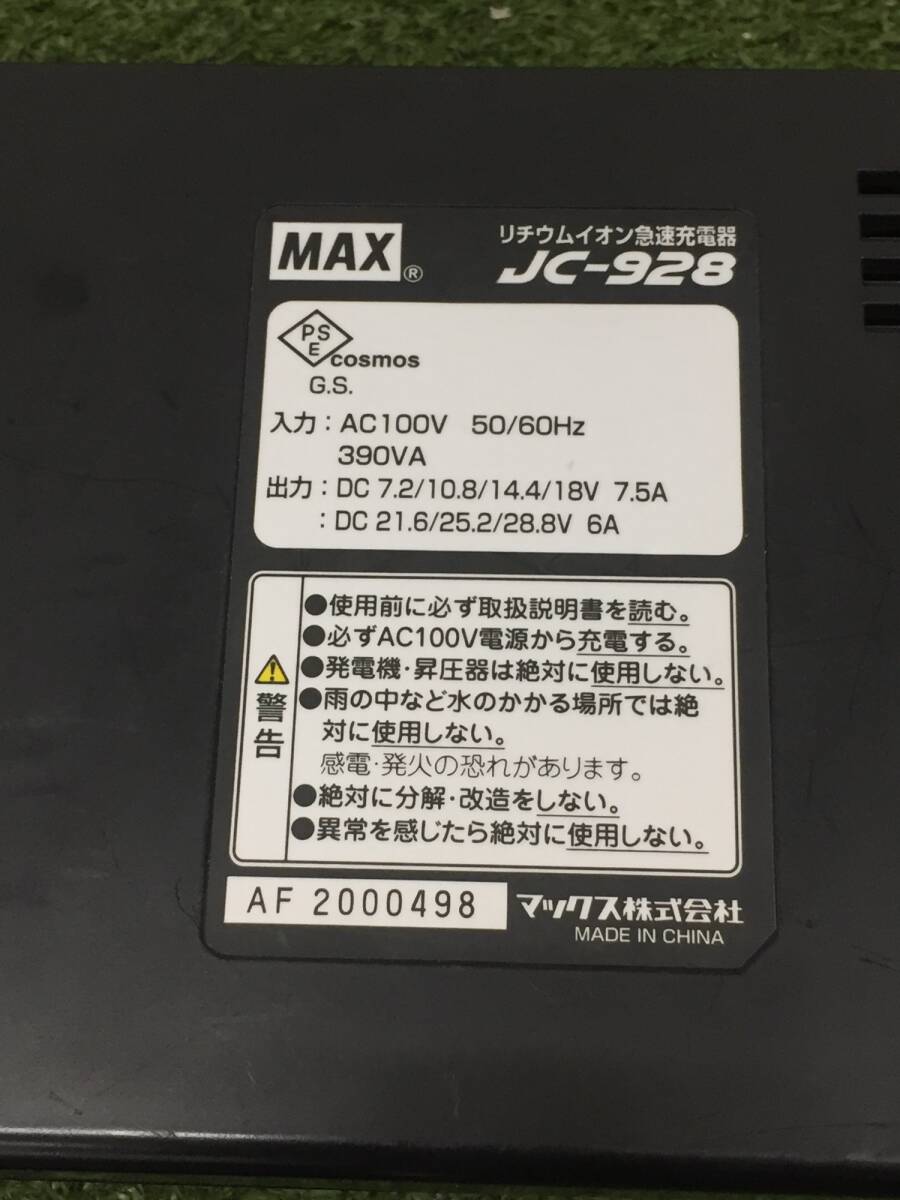 MAX®
リチウムイオン急速充電器
JC-928
PS
E
cosmos
G.S.
入力：AC100V 50/60Hz
390VA
出力：DC 7.2/10.8/14.4/18V 7.5A
：DC 21.6/25.2/28.8V 6A
警告
●使用前に必ず取扱説明書を読む。
●必ずAC100V電源から充電する。
●発電機・昇圧器は絶対に使用しない。
●雨の中など水のかかる場所では絶
対に使用しない。
感電・発火の恐れがあります。
●絶対に分解・改造をしない。
●異常を感じたら絶対に使用しない。
AF 2000498
マックス株式会社
MADE IN CHINA